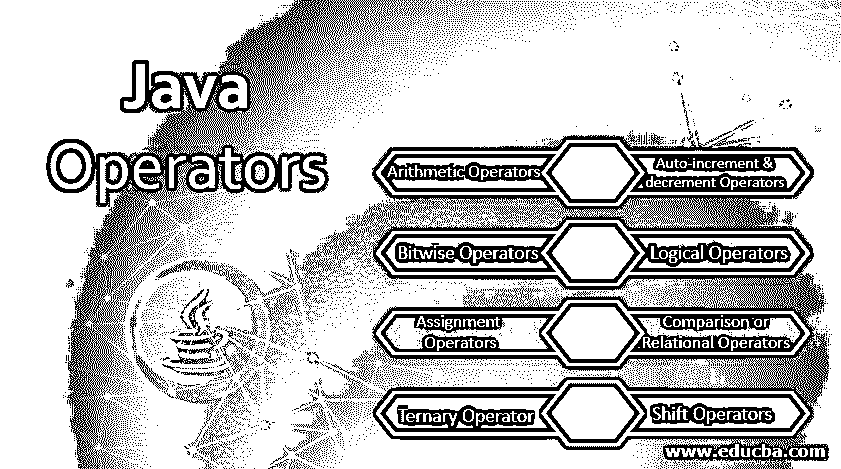 Java
Operators
Arithmetic Operators
Auto-increment &
decrement Operators
Bitwise Operators
Logical Operators
Assignment
Operators
Comparison or
Relational Operators
Ternary Operator
Shift Operators
www.educba.com